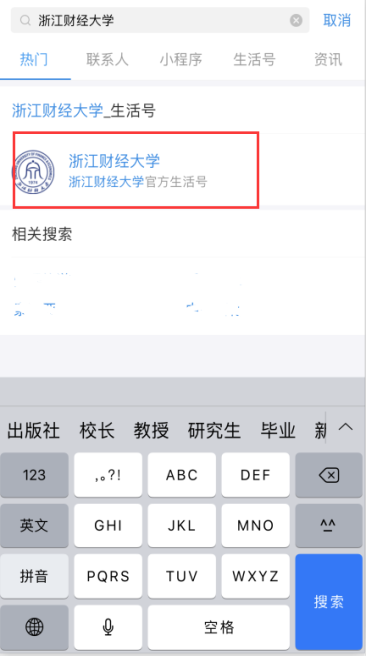 浙江财经大学
取消
热门 联系人 小程序 生活号 资讯
浙江财经大学_生活号
浙江财经大学
浙江财经大学官方生活号
相关搜索
出版社 校长 教授 研究生 毕业
123 ,。?! ABC DEF
英文 GHI JKL MNO ^^
拼音 PQRS TUV WXYZ
搜索
空格